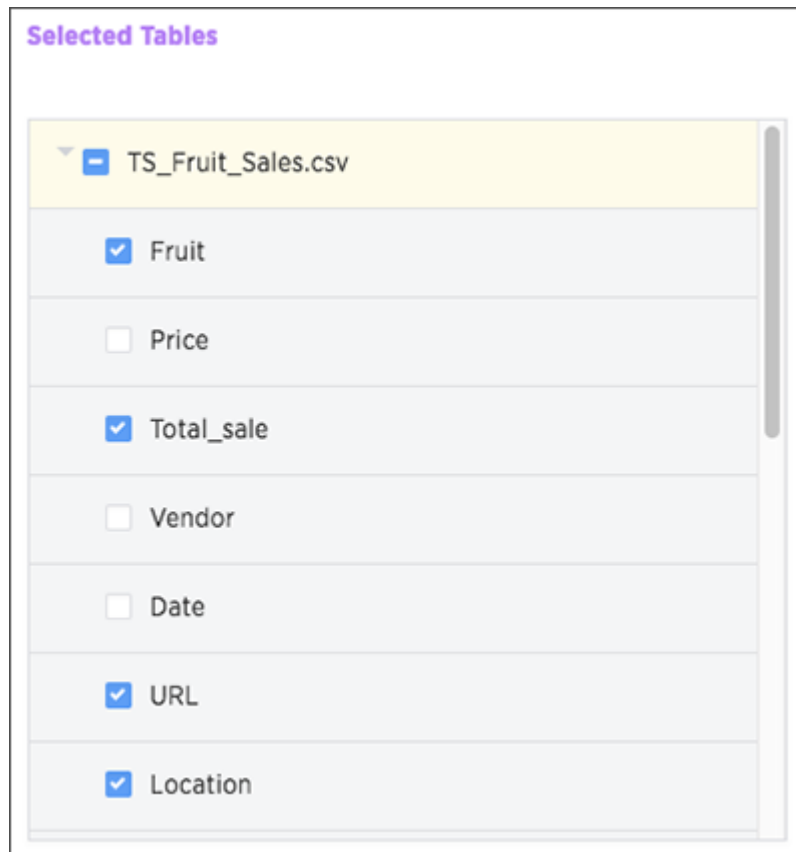 Selected Tables
TS_Fruit_Sales.csv
Fruit
Price
Total_sale
Vendor
Date
URL
Location